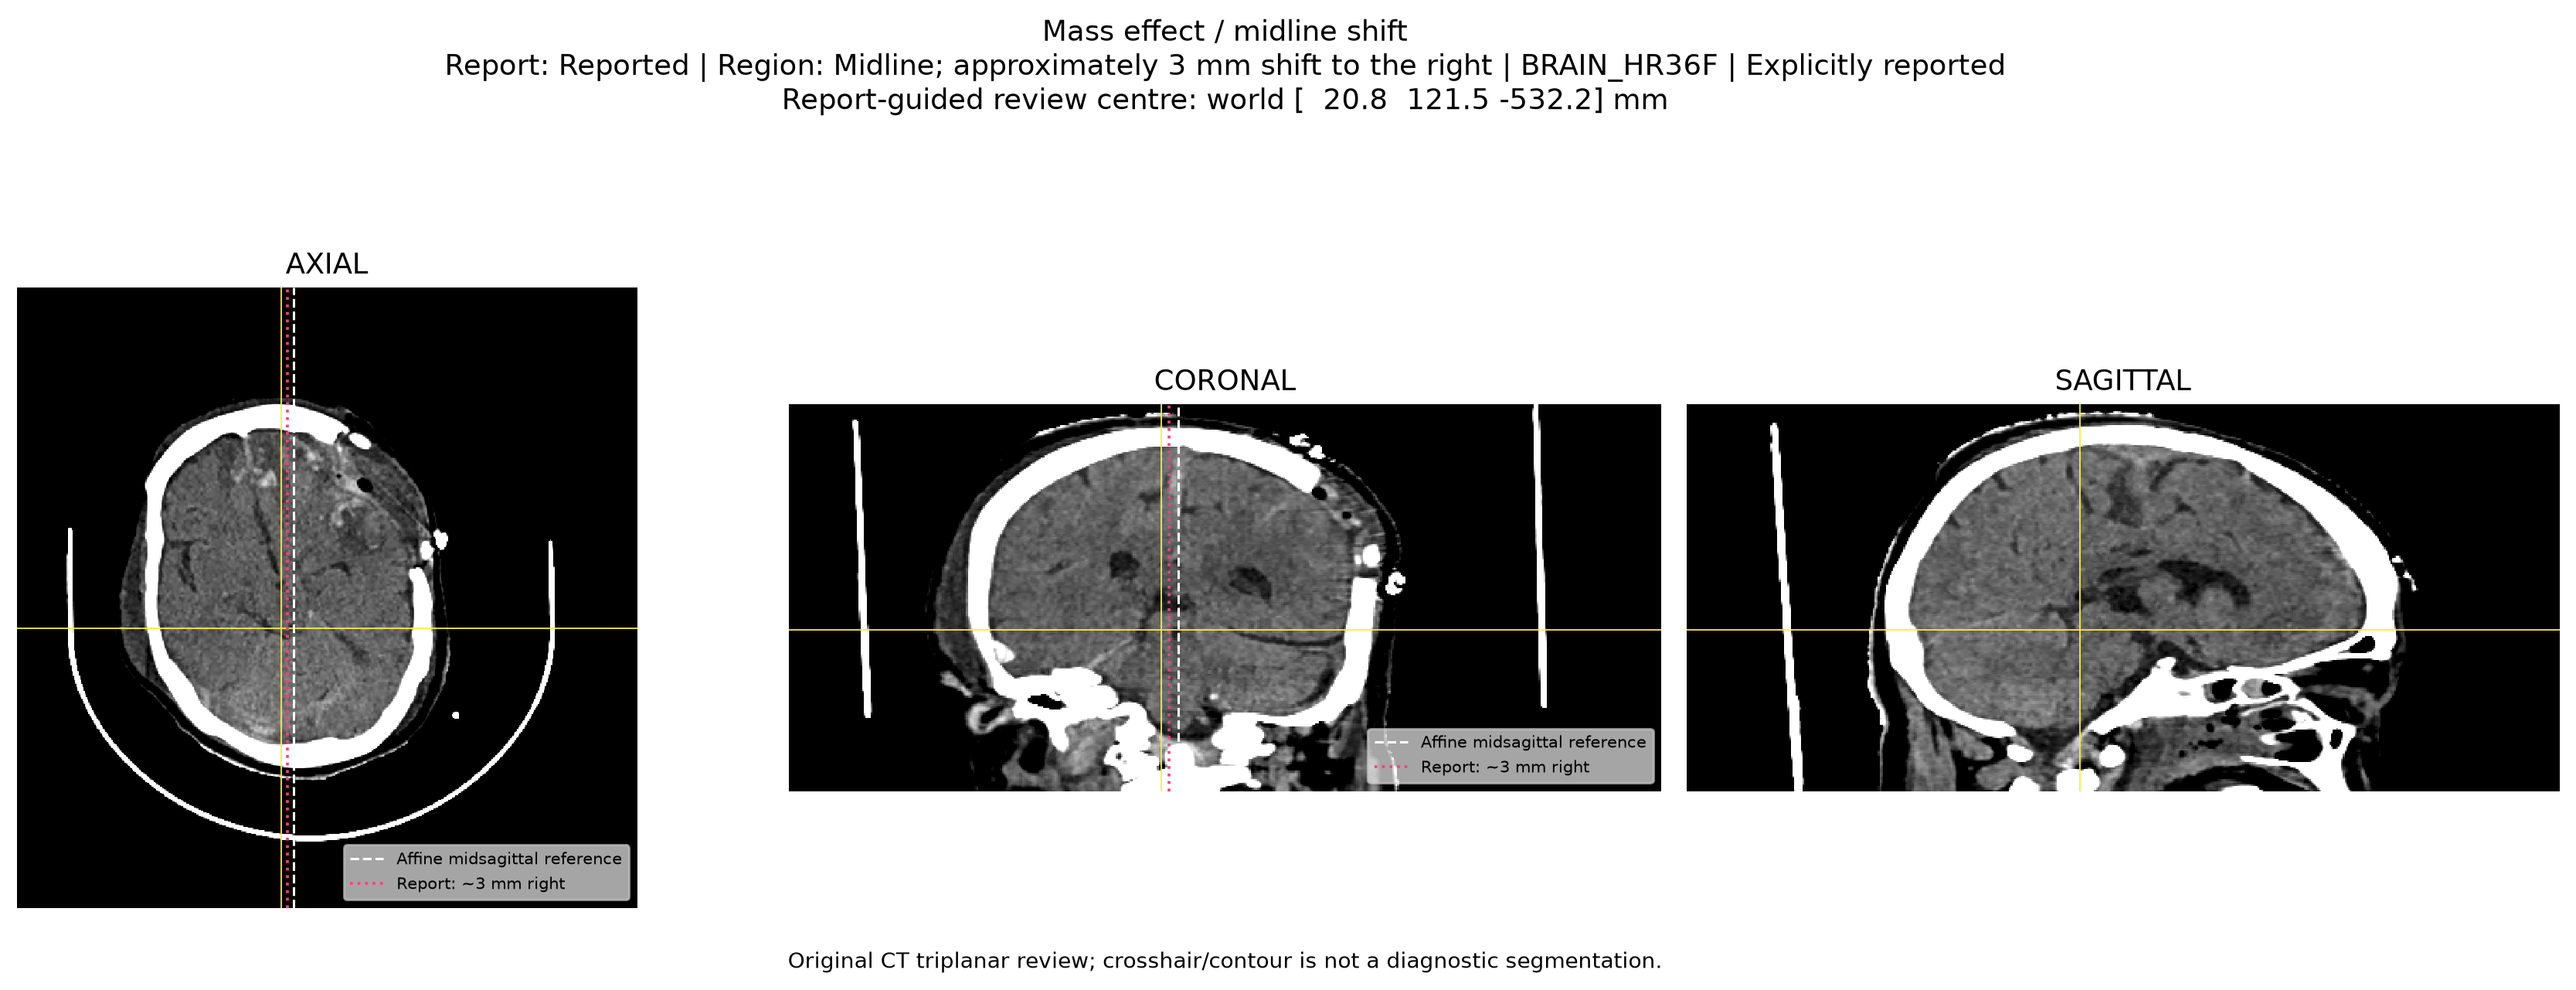 Mass effect / midline shift
Report: Reported | Region: Midline; approximately 3 mm shift to the right | BRAIN_HR36F | Explicitly reported
Report-guided review centre: world [  20.8  121.5 -532.2] mm
AXIAL
CORONAL
SAGITTAL
Affine midsagittal reference
Report: ~3 mm right
Affine midsagittal reference
Report: ~3 mm right
Original CT triplanar review; crosshair/contour is not a diagnostic segmentation.